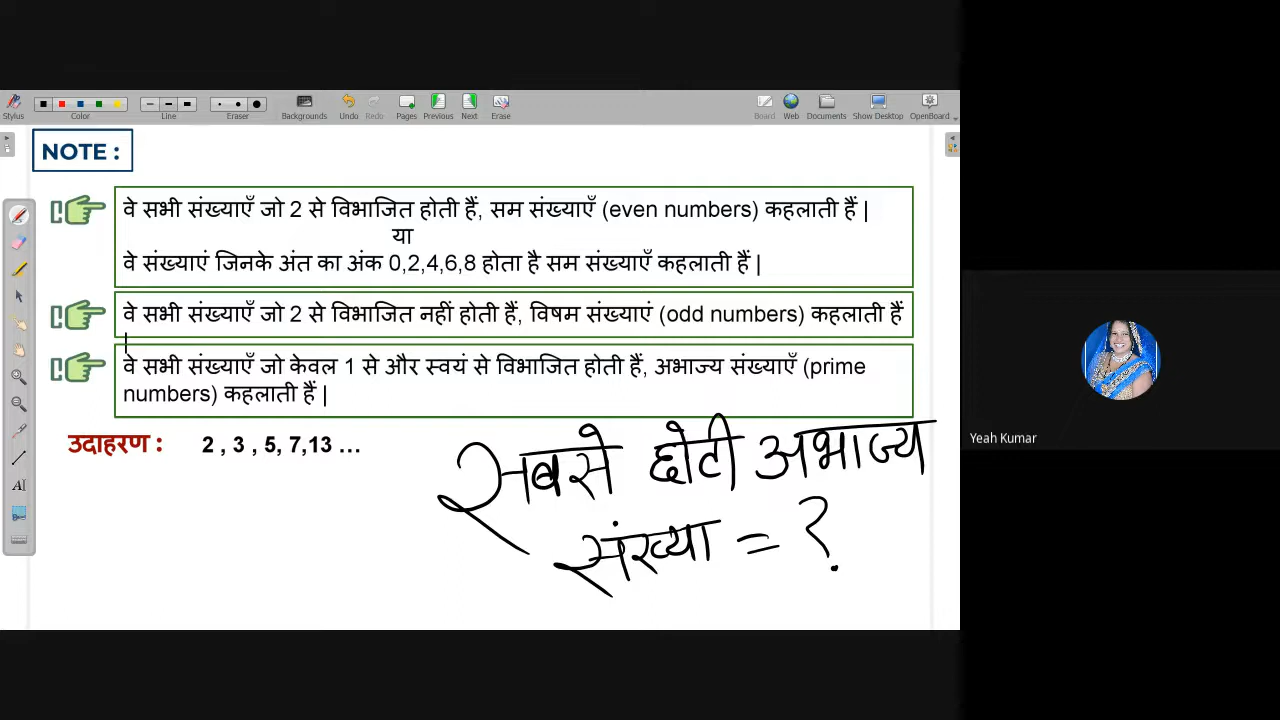 Stylus
Color
Line
Eraser
Backgrounds
Undo
Redo
Pages
Previous
Next
Erase
Board
Web
Documents
Show Desktop
OpenBoard
NOTE :
वे सभी संख्याएँ जो 2 से विभाजित होती हैं, सम संख्याएँ (even numbers) कहलाती हैं |
या
वे संख्याएं जिनके अंत का अंक 0,2,4,6,8 होता है सम संख्याएँ कहलाती हैं |
वे सभी संख्याएँ जो 2 से विभाजित नहीं होती हैं, विषम संख्याएं (odd numbers) कहलाती हैं
|
वे सभी संख्याएँ जो केवल 1 से और स्वयं से विभाजित होती हैं, अभाज्य संख्याएँ (prime
numbers) कहलाती हैं |
उदाहरण : 2 , 3 , 5, 7,13 ...
सबसे छोटी अभाज्य
संख्या = ?
Yeah Kumar